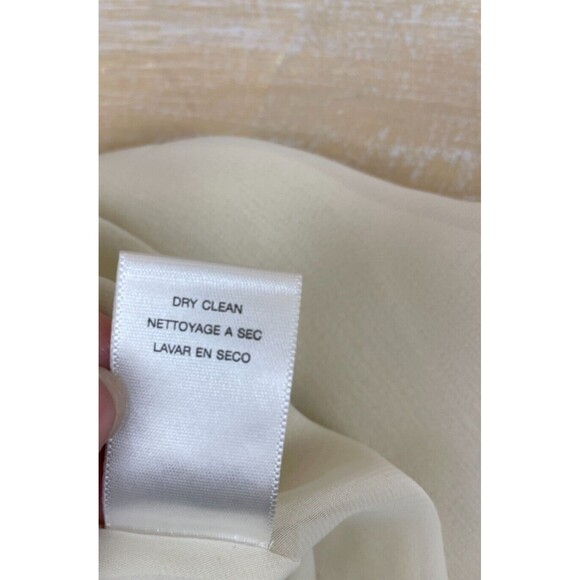 DRY CLEAN
NETTOYAGE A SEC
LAVAR EN SECO